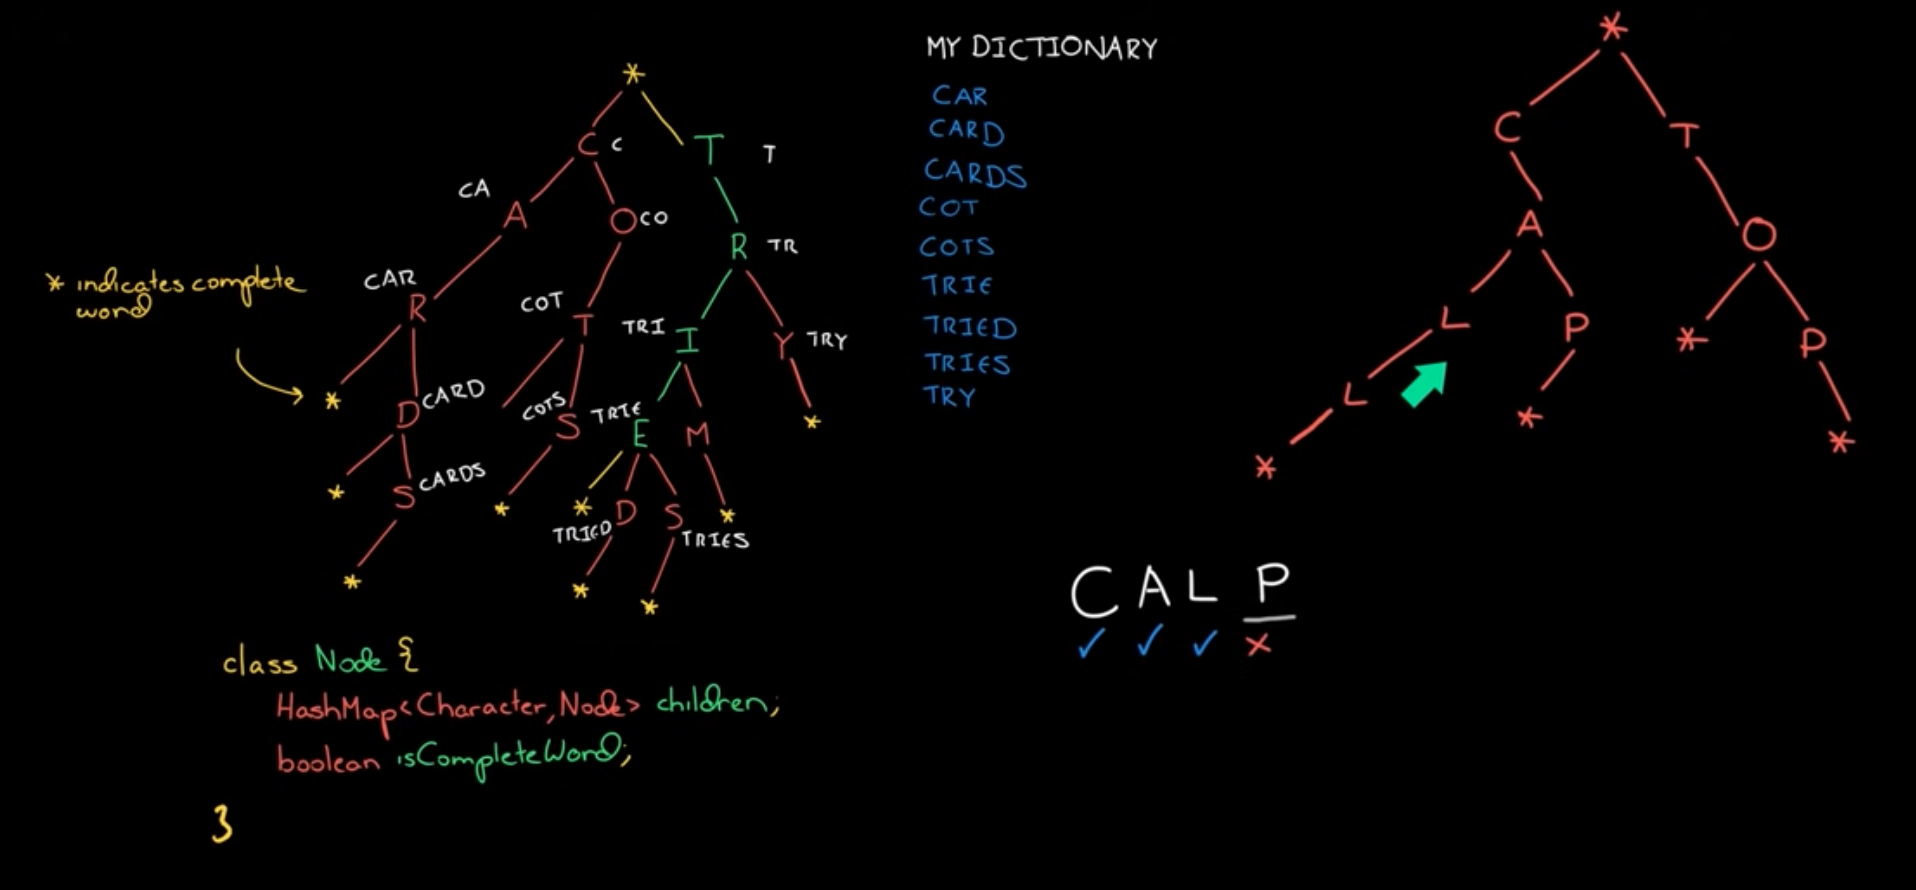 *
C C
T T
CA
A
O CO
R TR
CAR
R
COT
T
TRI
I
Y TRY
* indicates complete
word
*
D CARD
COTS
S
TRIE
E
M
*
*
S CARDS
*
*
TRIED
D
S
TRIES
*
*
*
*
class Node {
HashMap<Character, Node> children;
boolean isCompleteWord;
}
MY DICTIONARY
CAR
CARD
CARDS
COT
COTS
TRIE
TRIED
TRIES
TRY
*
C
T
A
O
L
P
*
P
L
*
*
*
C A L P
✓ ✓ ✓ ×